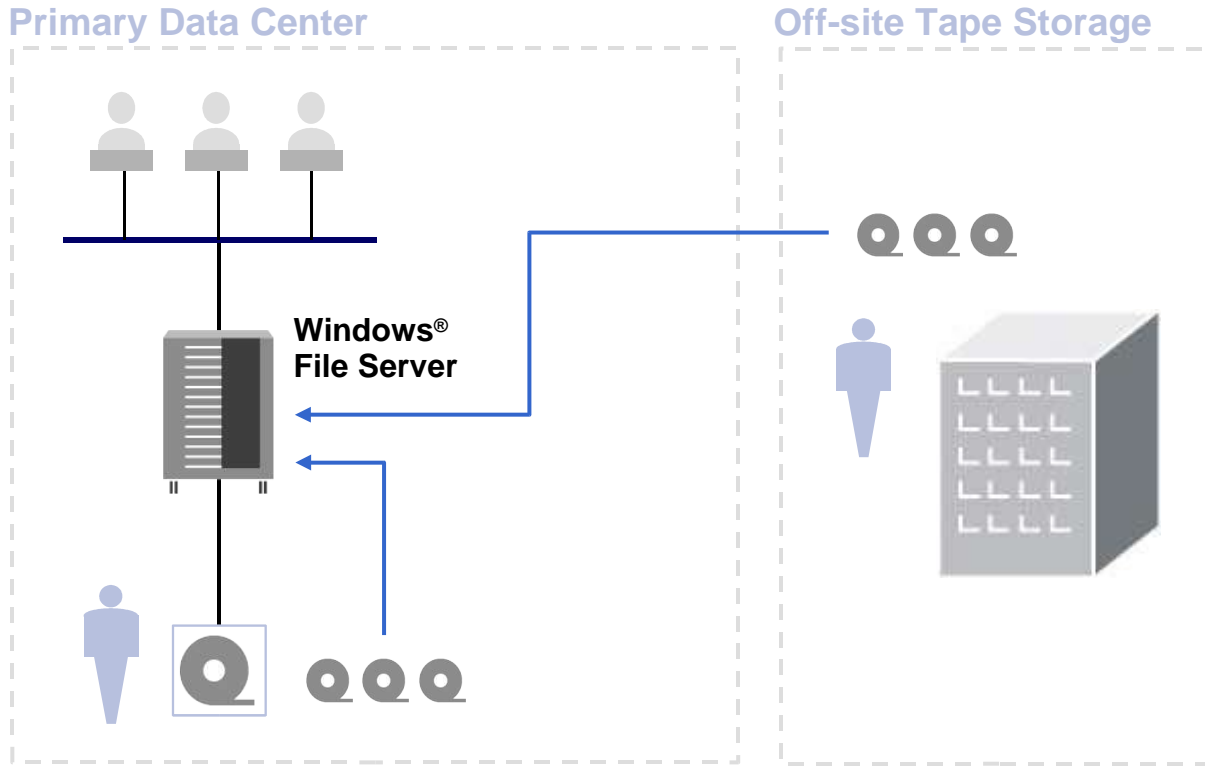 Primary Data Center
Off-site Tape Storage
Windows®
File Server